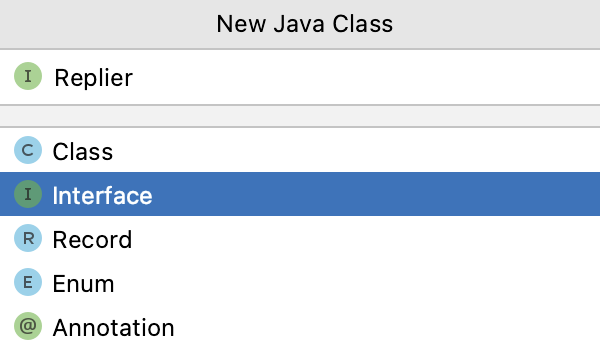 New Java Class
I Replier
C Class
I Interface
R Record
E Enum
@ Annotation